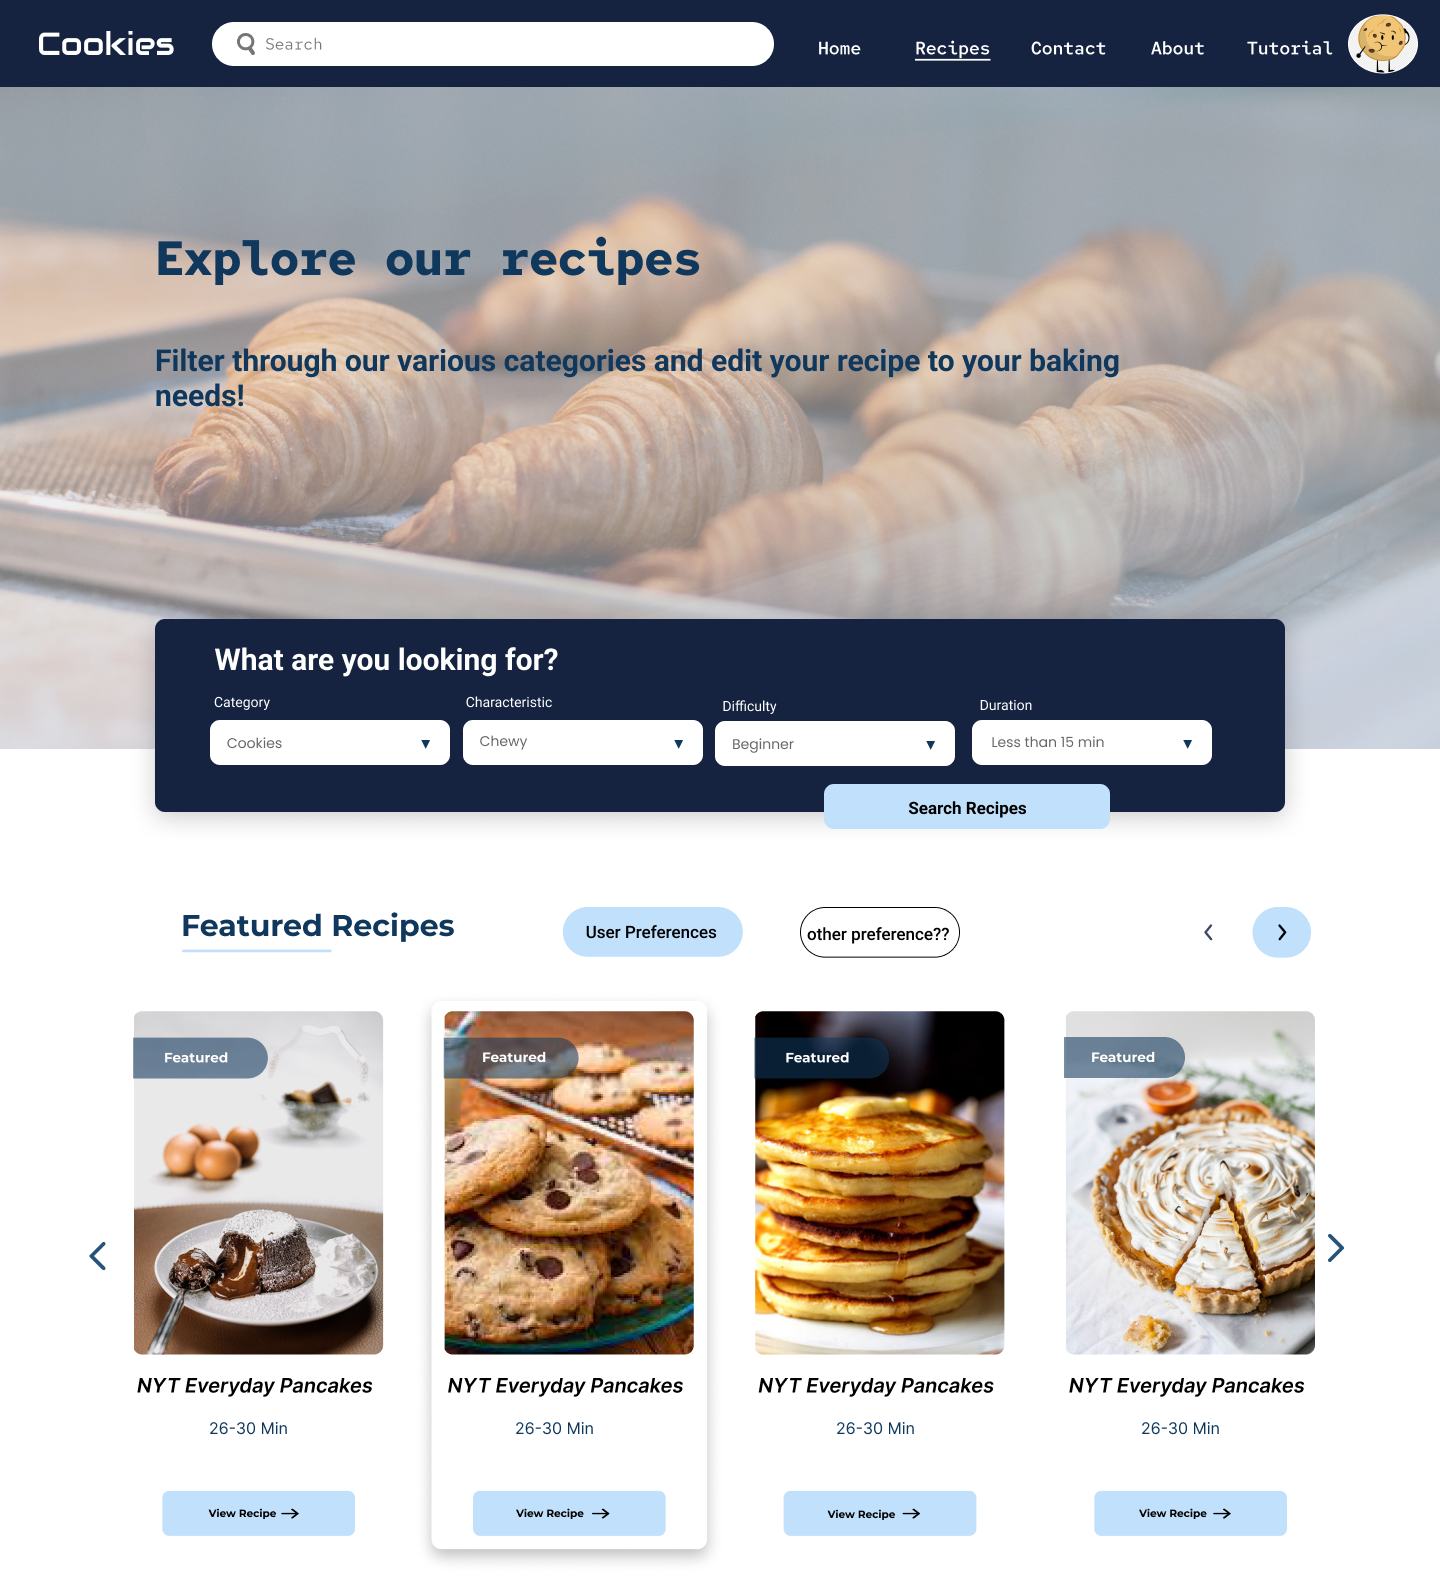 Cookies
Search
Home
Recipes
Contact
About
Tutorial
Explore our recipes
Filter through our various categories and edit your recipe to your baking
needs!
What are you looking for?
Category
Characteristic
Difficulty
Duration
Cookies
Chewy
Beginner
Less than 15 min
Search Recipes
Featured Recipes
User Preferences
other preference??
Featured
Featured
Featured
Featured
NYT Everyday Pancakes
NYT Everyday Pancakes
NYT Everyday Pancakes
NYT Everyday Pancakes
26-30 Min
26-30 Min
26-30 Min
26-30 Min
View Recipe
View Recipe
View Recipe
View Recipe